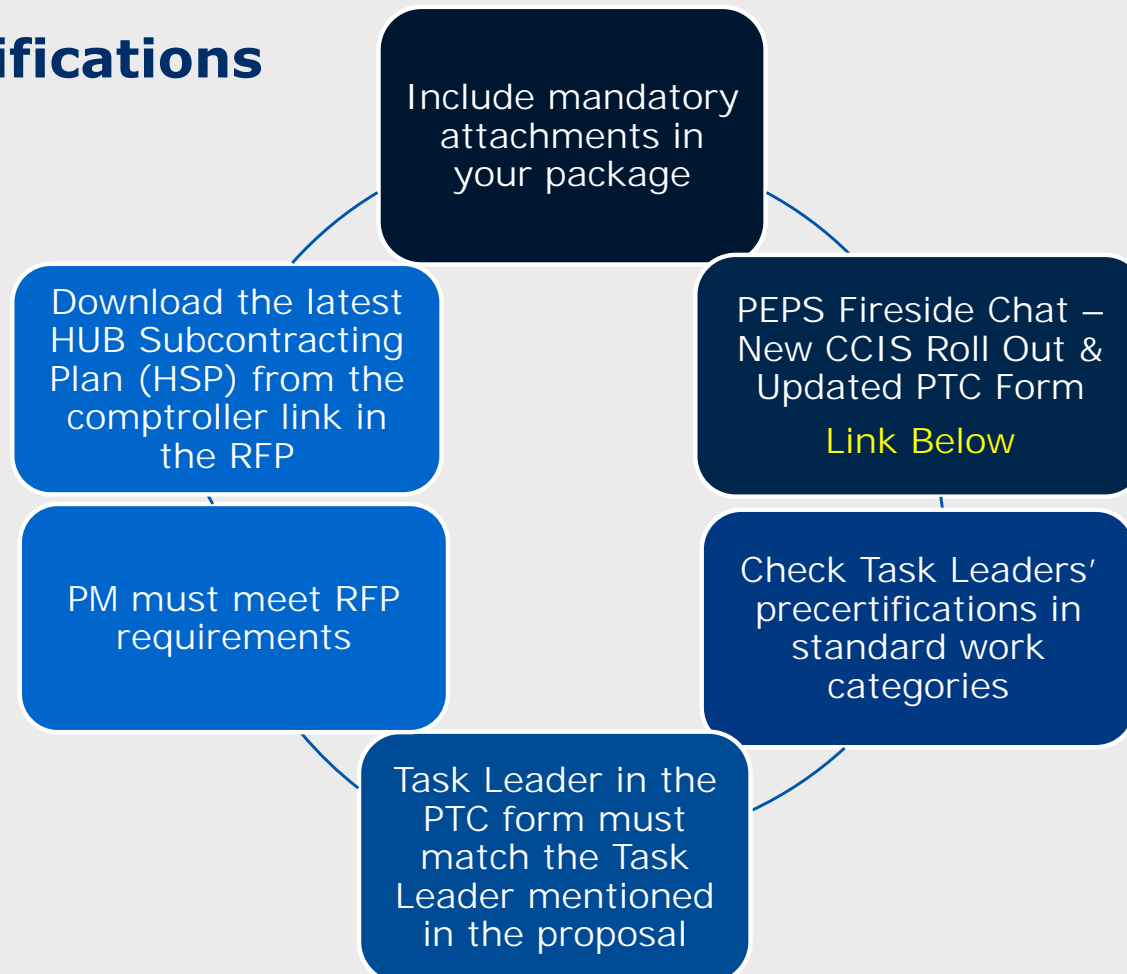 ifications
Include mandatory
attachments in
your package
PEPS Fireside Chat –
New CCIS Roll Out &
Updated PTC Form
Link Below
Check Task Leaders’
precertifications in
standard work
categories
Task Leader in the
PTC form must
match the Task
Leader mentioned
in the proposal
PM must meet RFP
requirements
Download the latest
HUB Subcontracting
Plan (HSP) from the
comptroller link in
the RFP